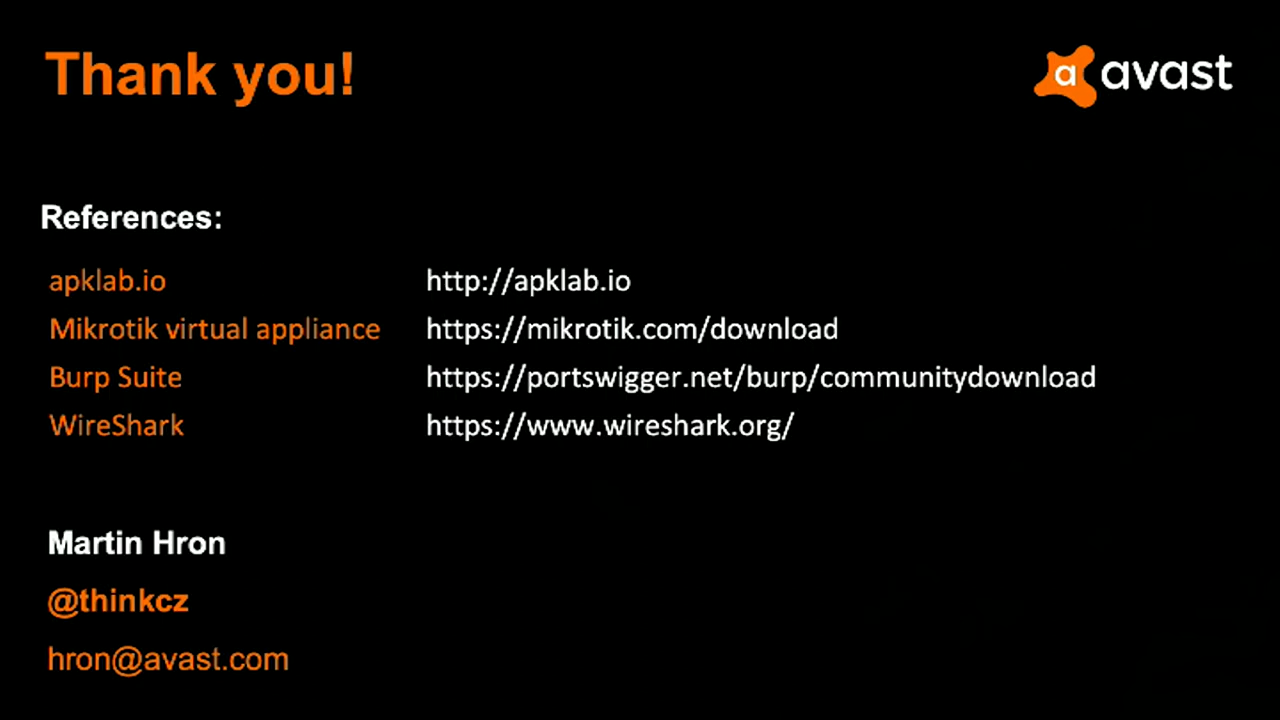 Thank you!
a avast
References:
apklab.io http://apklab.io
Mikrotik virtual appliance https://mikrotik.com/download
Burp Suite https://portswigger.net/burp/communitydownload
WireShark https://www.wireshark.org/
Martin Hron
@thinkcz
hron@avast.com